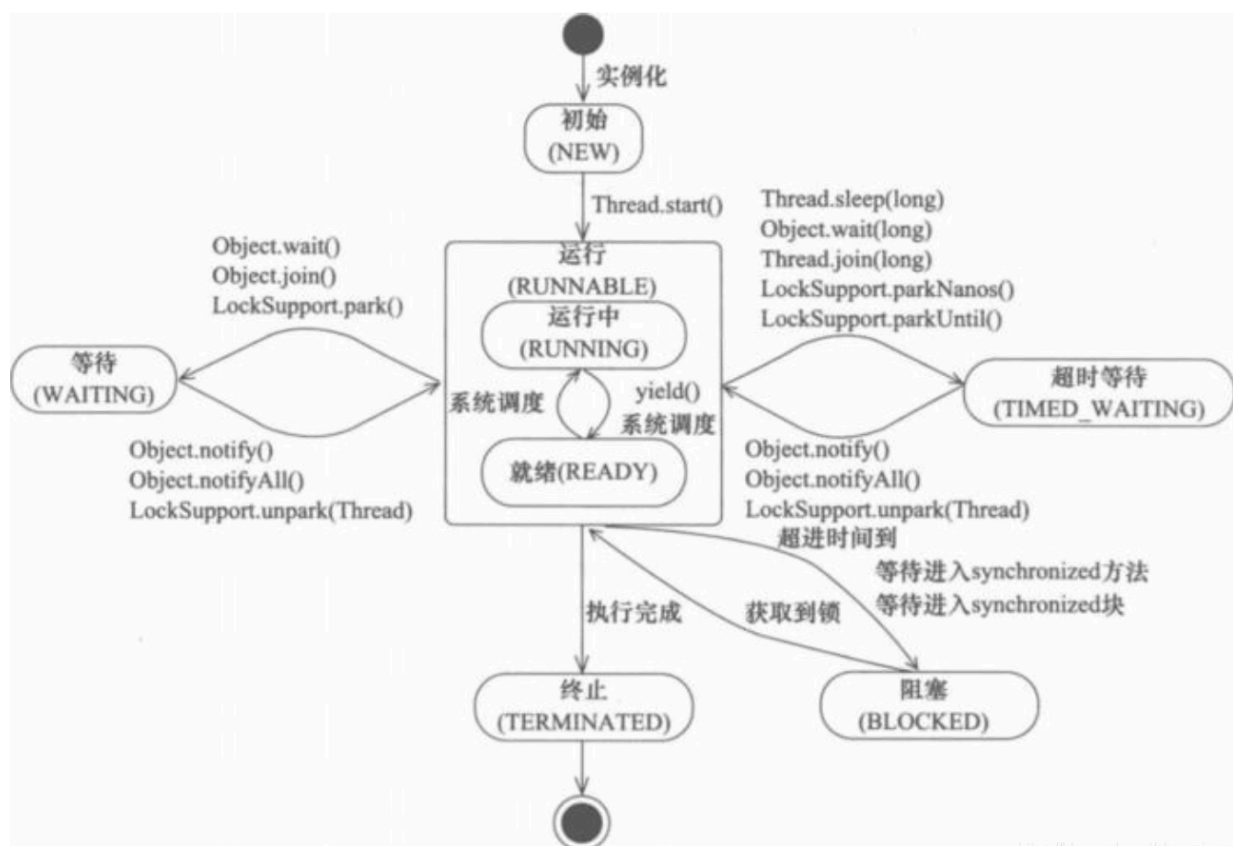 实例化
初始
(NEW)
Thread.start()
Object.wait()
Object.join()
LockSupport.park()
Thread.sleep(long)
Object.wait(long)
Thread.join(long)
LockSupport.parkNanos()
LockSupport.parkUntil()
运行
(RUNNABLE)
运行中
(RUNNING)
等待
(WAITING)
超时等待
(TIMED_WAITING)
系统调度
yield()
系统调度
就绪(READY)
Object.notify()
Object.notifyAll()
LockSupport.unpark(Thread)
Object.notify()
Object.notifyAll()
LockSupport.unpark(Thread)
超进时间到
等待进入synchronized方法
等待进入synchronized块
执行完成
获取到锁
终止
(TERMINATED)
阻塞
(BLOCKED)